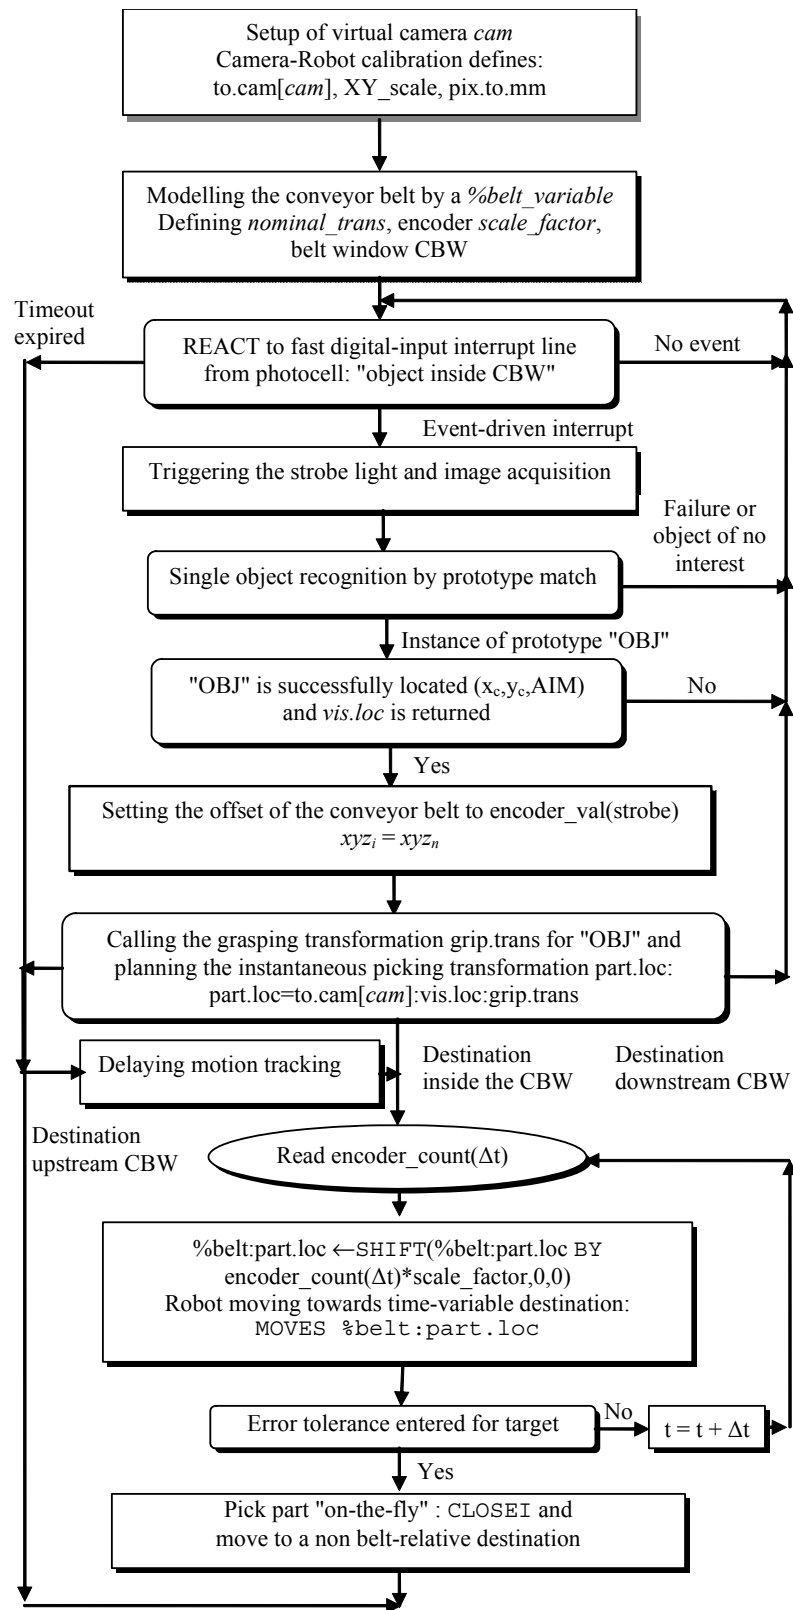 Setup of virtual camera cam
Camera-Robot calibration defines:
to.cam[cam], XY_scale, pix.to.mm
Modelling the conveyor belt by a %belt_variable
Defining nominal_trans, encoder scale_factor,
belt window CBW
Timeout
expired
REACT to fast digital-input interrupt line
from photocell: "object inside CBW"
No event
Event-driven interrupt
Triggering the strobe light and image acquisition
Failure or
object of no
interest
Single object recognition by prototype match
Instance of prototype "OBJ"
"OBJ" is successfully located (xc,yc,AIM)
and vis.loc is returned
No
Yes
Setting the offset of the conveyor belt to encoder_val(strobe)
xyzi = xyzn
Calling the grasping transformation grip.trans for "OBJ" and
planning the instantaneous picking transformation part.loc:
part.loc=to.cam[cam]:vis.loc:grip.trans
Delaying motion tracking
Destination
inside the CBW
Destination
downstream CBW
Destination
upstream CBW
Read encoder_count(Δt)
%belt:part.loc ←SHIFT(%belt:part.loc BY
encoder_count(Δt)*scale_factor,0,0)
Robot moving towards time-variable destination:
MOVES %belt:part.loc
Error tolerance entered for target
No
t = t + Δt
Yes
Pick part "on-the-fly" : CLOSEI and
move to a non belt-relative destination